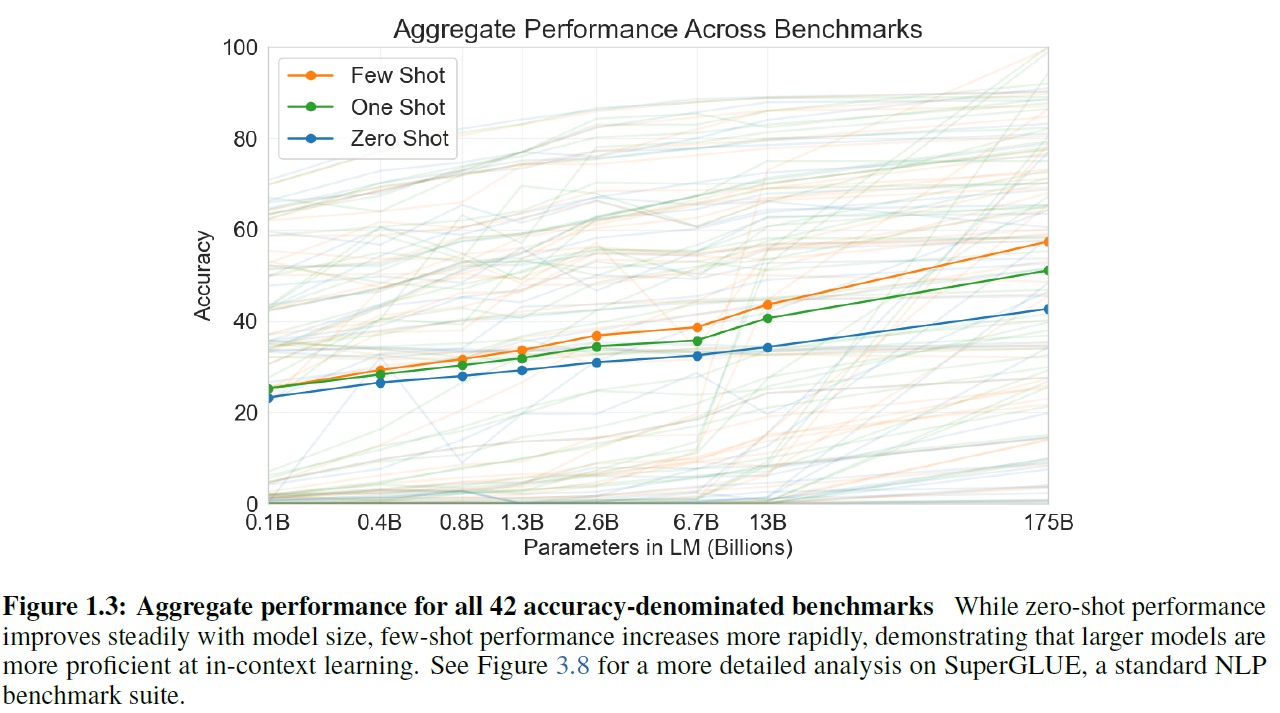 Aggregate Performance Across Benchmarks
100
80
60
40
20
0
Few Shot
One Shot
Zero Shot
Accuracy
0.1B 0.4B 0.8B 1.3B 2.6B 6.7B 13B 175B
Parameters in LM (Billions)
Figure 1.3: Aggregate performance for all 42 accuracy-denominated benchmarks While zero-shot performance
improves steadily with model size, few-shot performance increases more rapidly, demonstrating that larger models are
more proficient at in-context learning. See Figure 3.8 for a more detailed analysis on SuperGLUE, a standard NLP
benchmark suite.